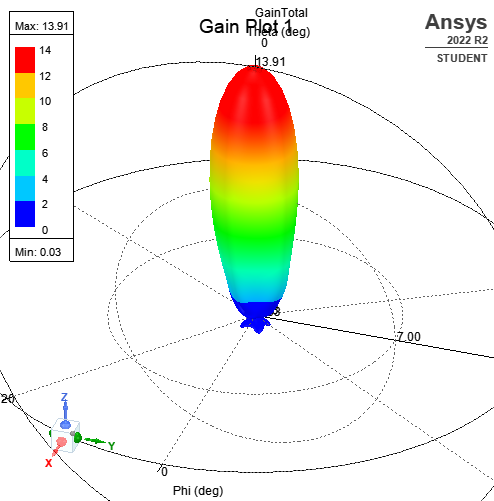 GainTotal
Gain Plot 1
Theta (deg)
0
13.91
Ansys
2022 R2
STUDENT
Max: 13.91
14
12
10
8
6
4
2
0
Min: 0.03
7.00
20
0
Phi (deg)
Z
Y
X